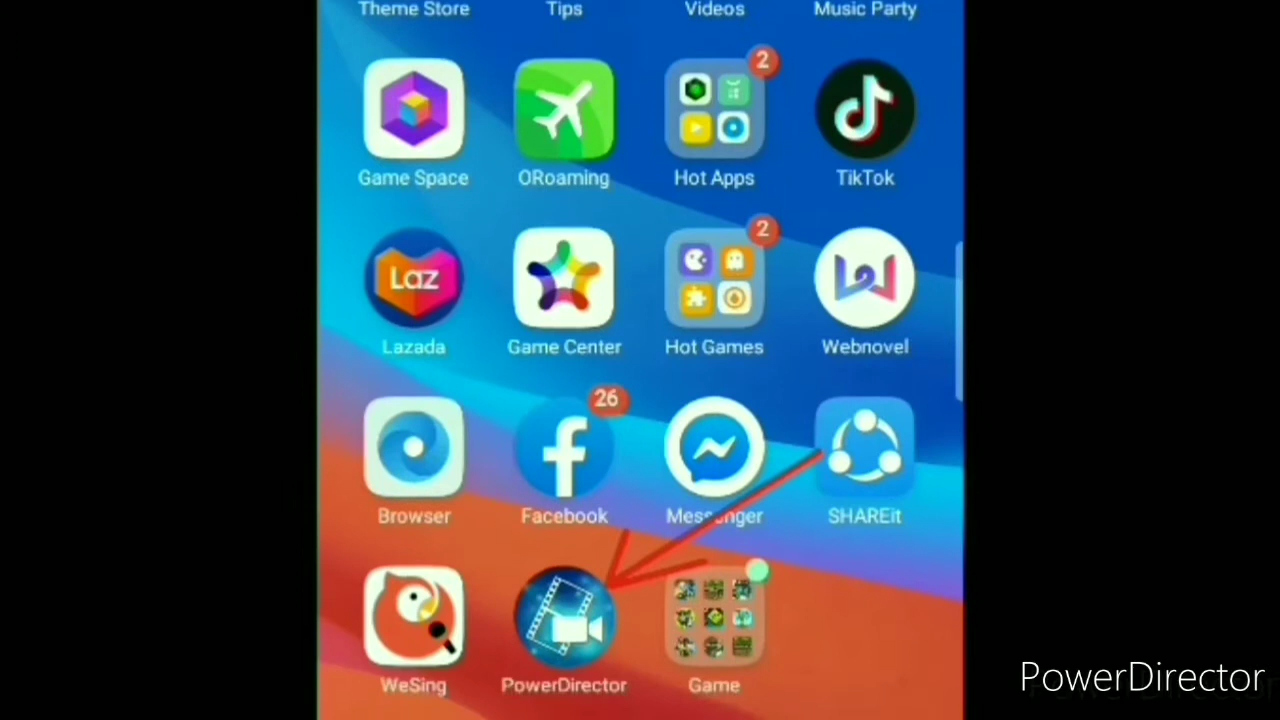 Theme Store Tips Videos Music Party
2
Game Space ORoaming Hot Apps TikTok
2
Laz
Lazada Game Center Hot Games Webnovel
26
Browser Facebook Messenger SHAREit
WeSing PowerDirector Game
PowerDirector